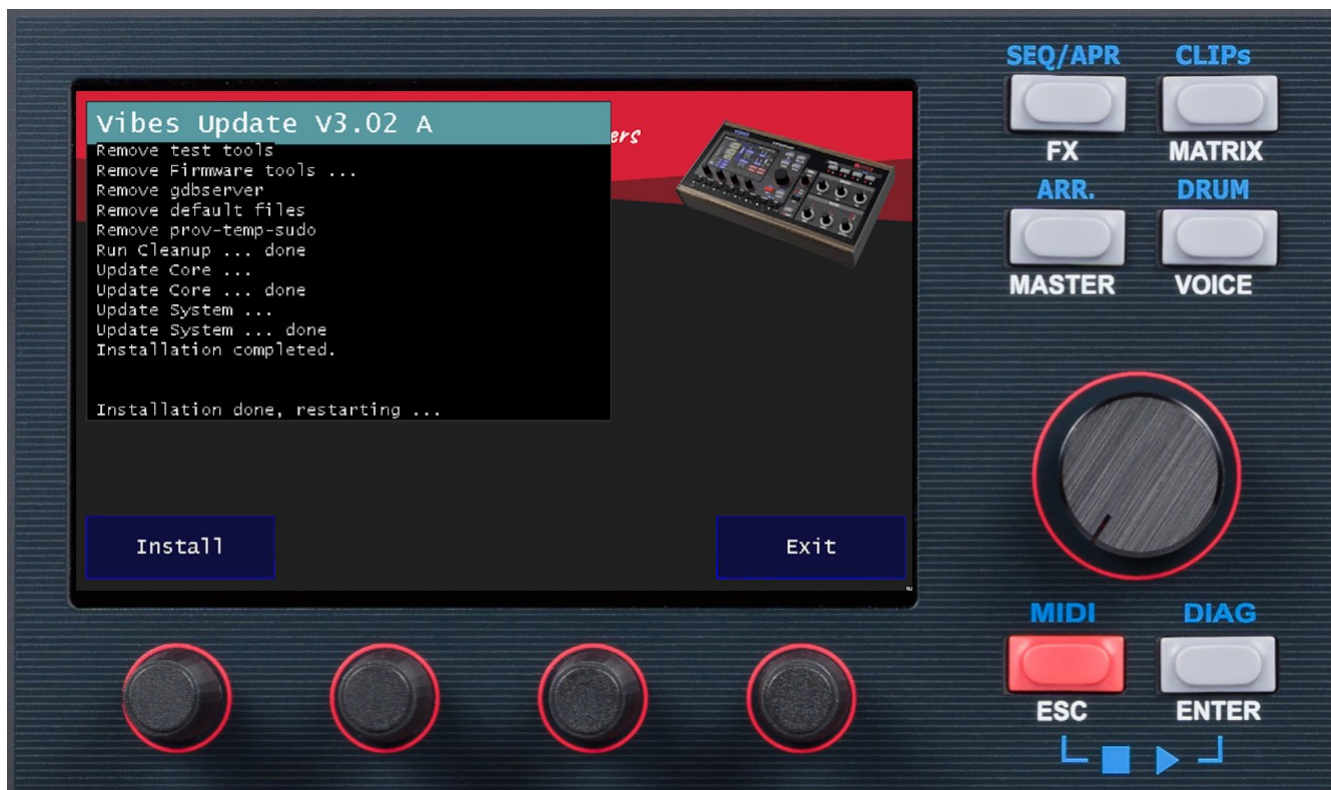 SEQ/APR CLIPs
FX MATRIX
ARR. DRUM
MASTER VOICE
Vibes Update V3.02 A
ers
Remove test tools
Remove Firmware tools ...
Remove gdbserver
Remove default files
Remove prov-temp-sudo
Run Cleanup ... done
Update Core ...
Update Core ... done
Update System ...
Update System ... done
Installation completed.
Installation done, restarting ...
Install Exit
MIDI DIAG
ESC ENTER